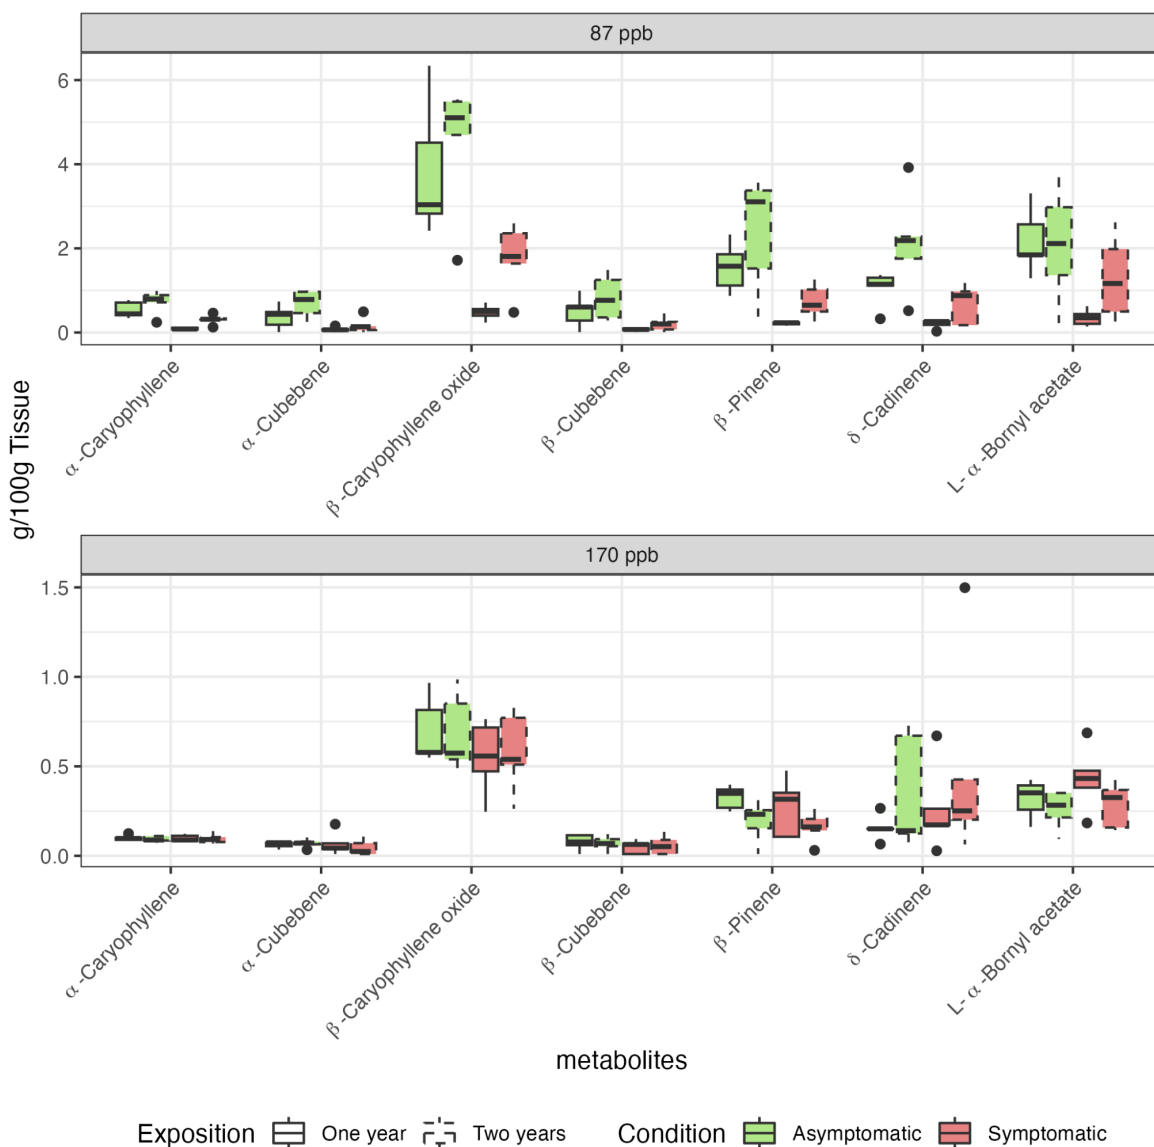 87 ppb
6
4
2
0
α-Caryophyllene
α-Cubebene
β-Caryophyllene oxide
β-Cubebene
β-Pinene
δ-Cadinene
L-α-Bornyl acetate
g/100g Tissue
170 ppb
1.5
1.0
0.5
0.0
α-Caryophyllene
α-Cubebene
β-Caryophyllene oxide
β-Cubebene
β-Pinene
δ-Cadinene
L-α-Bornyl acetate
metabolites
Exposition One year Two years Condition Asymptomatic Symptomatic